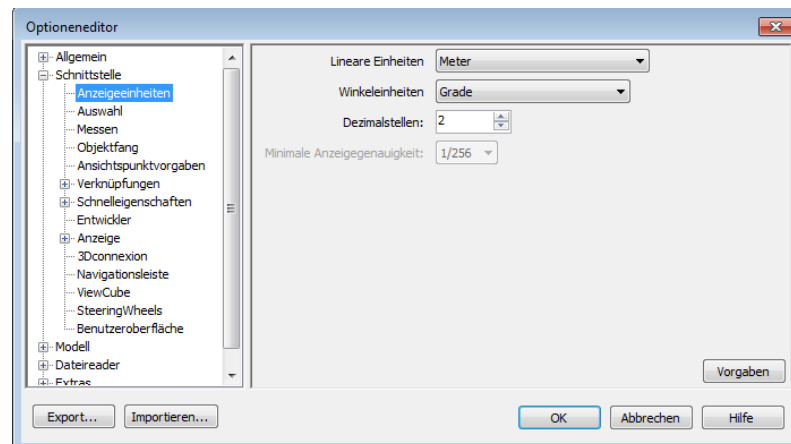 Optioneneditor
Allgemein
Schnittstelle
Anzeigeeinheiten
Auswahl
Messen
Objektfang
Ansichtspunktvorgaben
Verknüpfungen
Schnelleigenschaften
Entwickler
Anzeige
3Dconnexion
Navigationsleiste
ViewCube
SteeringWheels
Benutzeroberfläche
Modell
Dateireader
Extras
Lineare Einheiten Meter
Winkeleinheiten Grade
Dezimalstellen: 2
Minimale Anzeigegenauigkeit: 1/256
Vorgaben
Export... Importieren... OK Abbrechen Hilfe